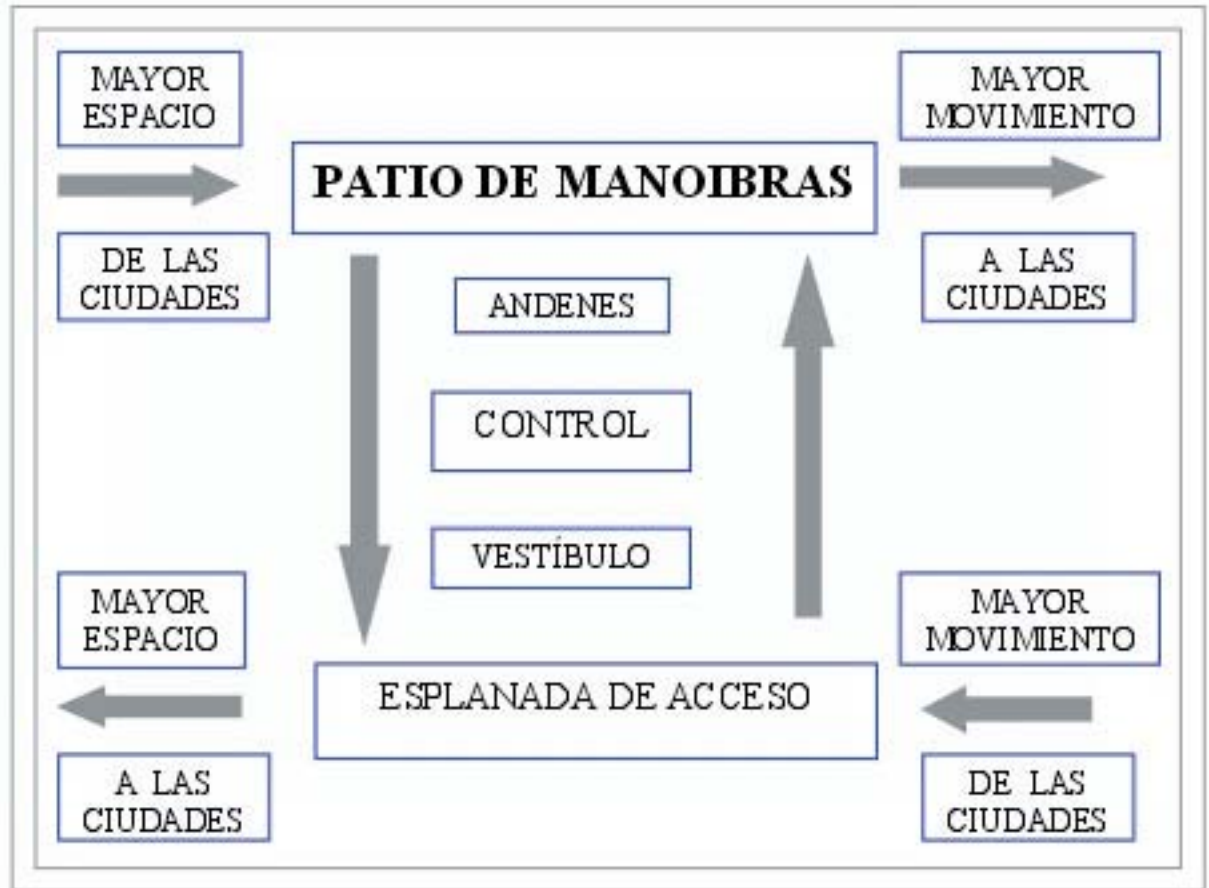 MAYOR
ESPACIO
DE LAS
CIUDADES
PATIO DE MANOIBRAS
MAYOR
MOVIMIENTO
A LAS
CIUDADES
ANDENES
CONTROL
VESTÍBULO
MAYOR
ESPACIO
A LAS
CIUDADES
ESPLANADA DE ACCESO
MAYOR
MOVIMIENTO
DE LAS
CIUDADES